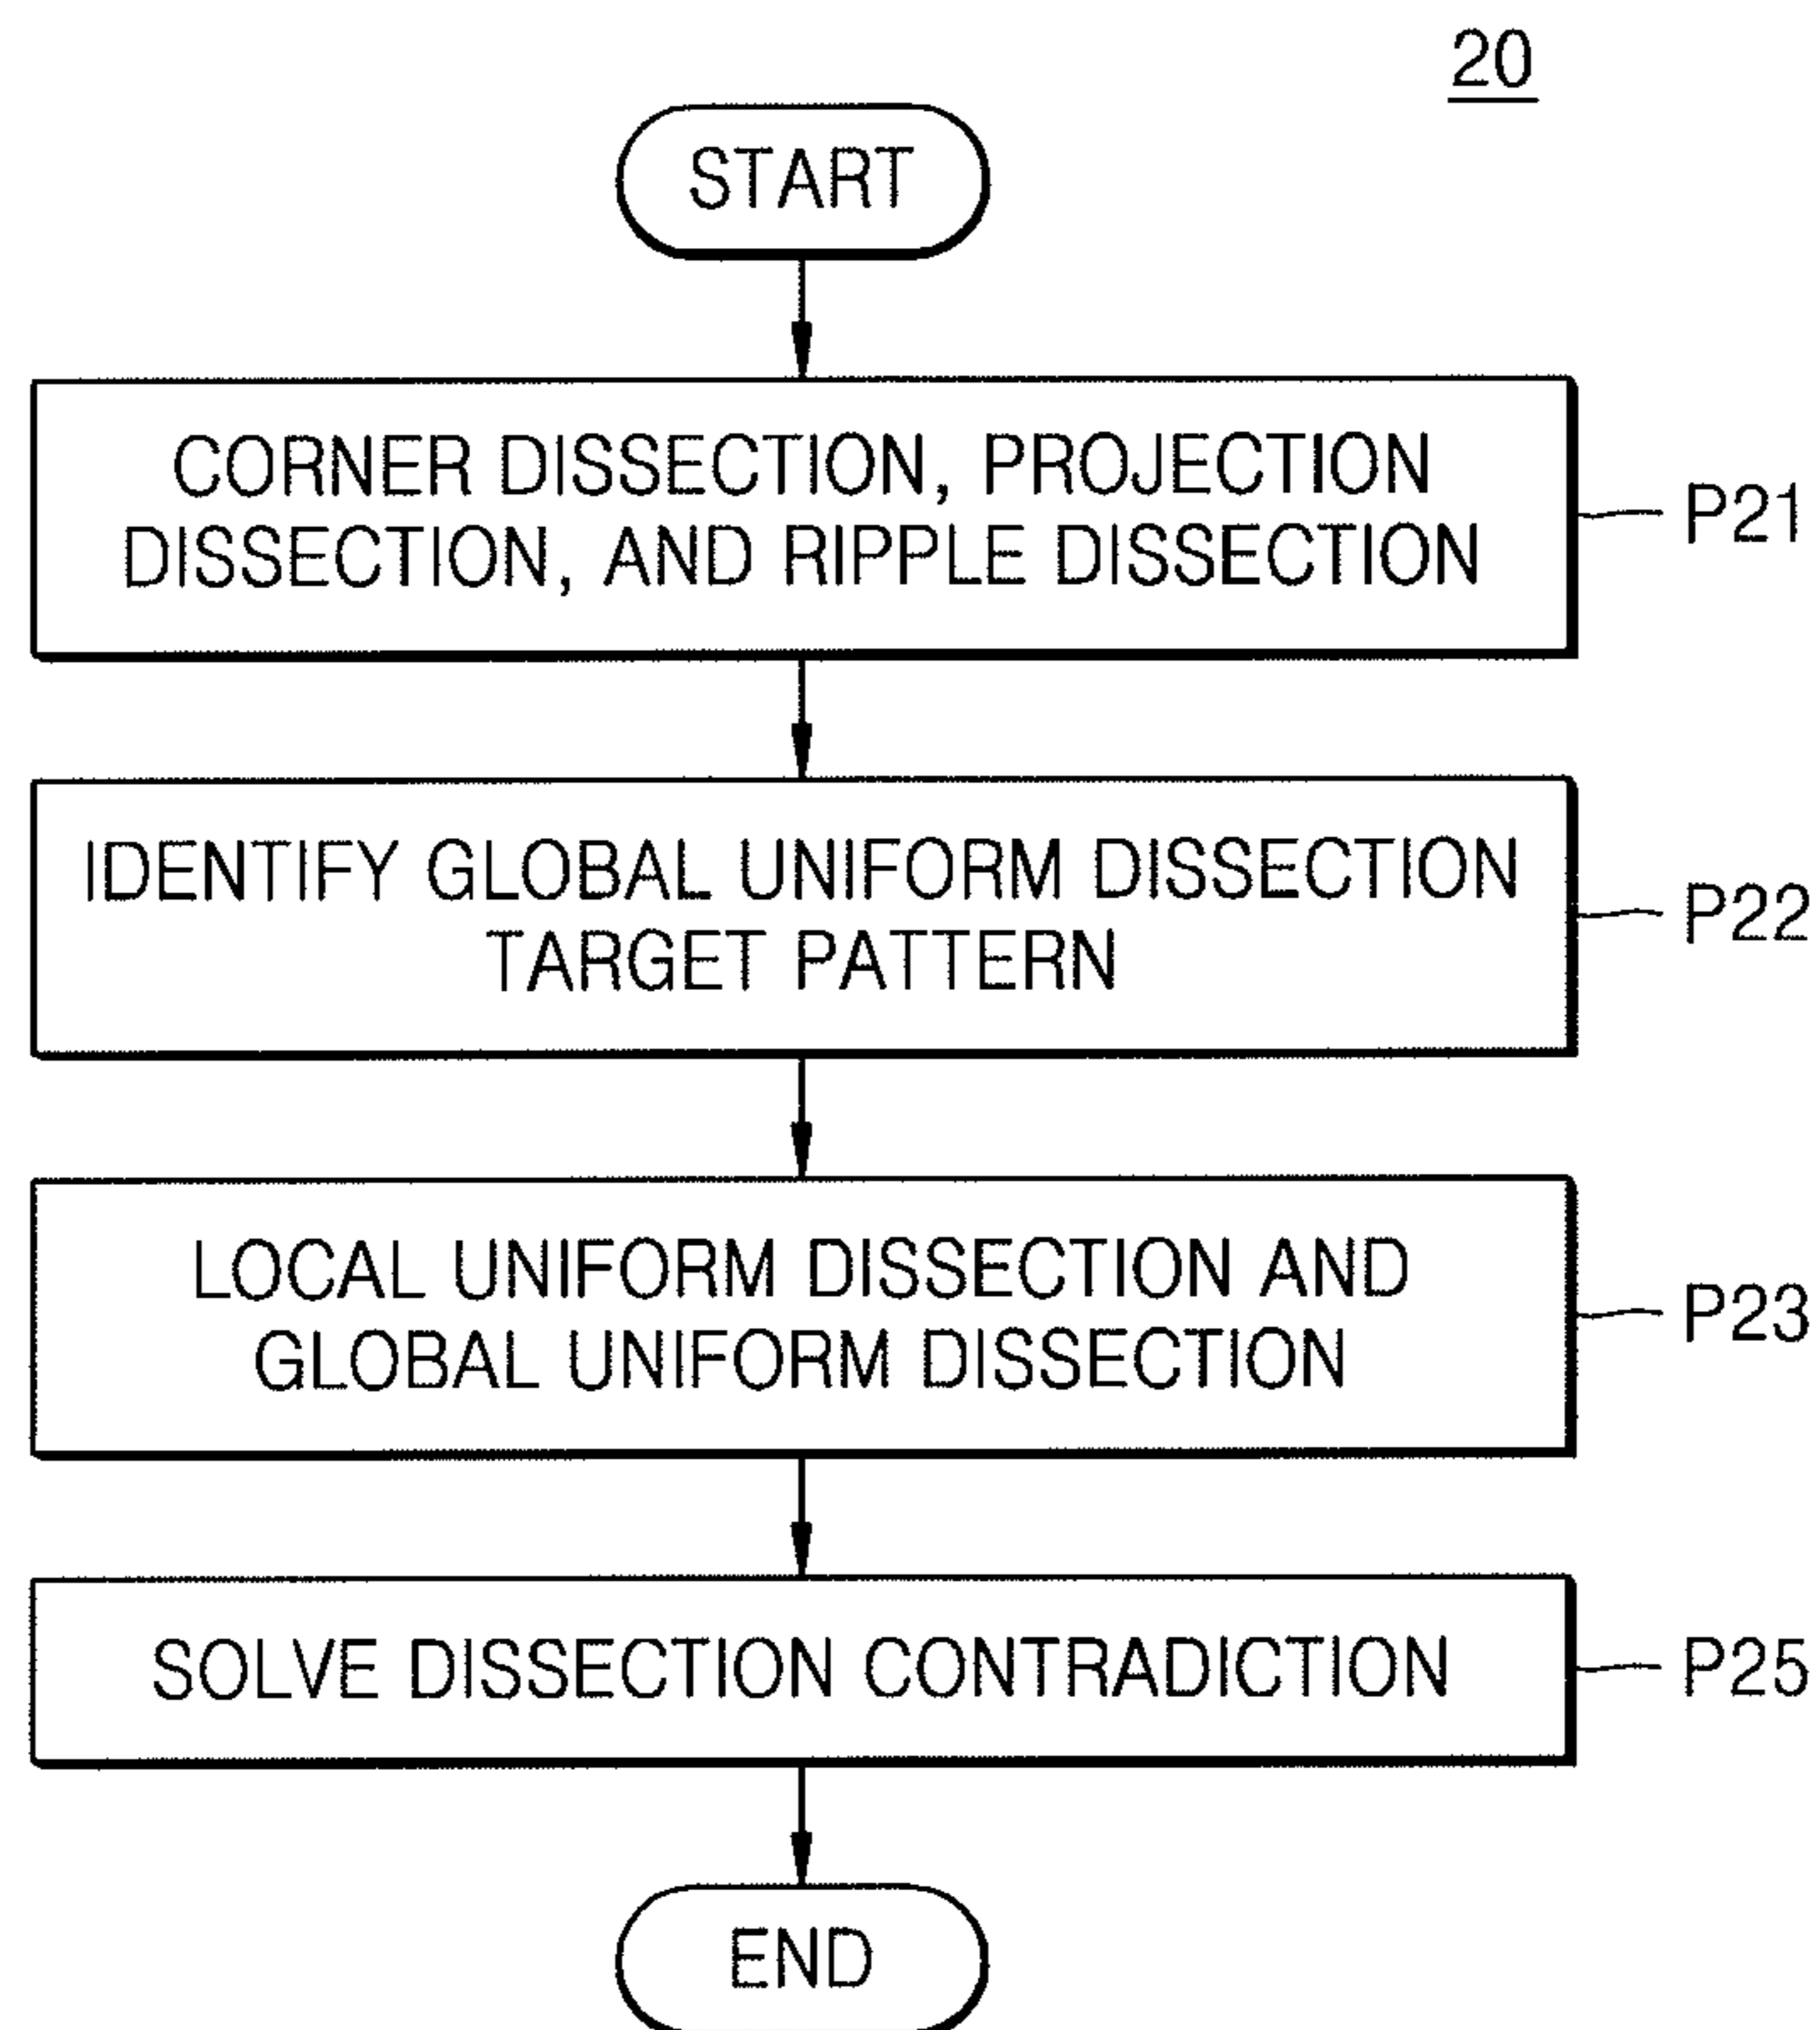 20
START
CORNER DISSECTION, PROJECTION
DISSECTION, AND RIPPLE DISSECTION
P21
IDENTIFY GLOBAL UNIFORM DISSECTION
TARGET PATTERN
P22
LOCAL UNIFORM DISSECTION AND
GLOBAL UNIFORM DISSECTION
P23
SOLVE DISSECTION CONTRADICTION
P25
END